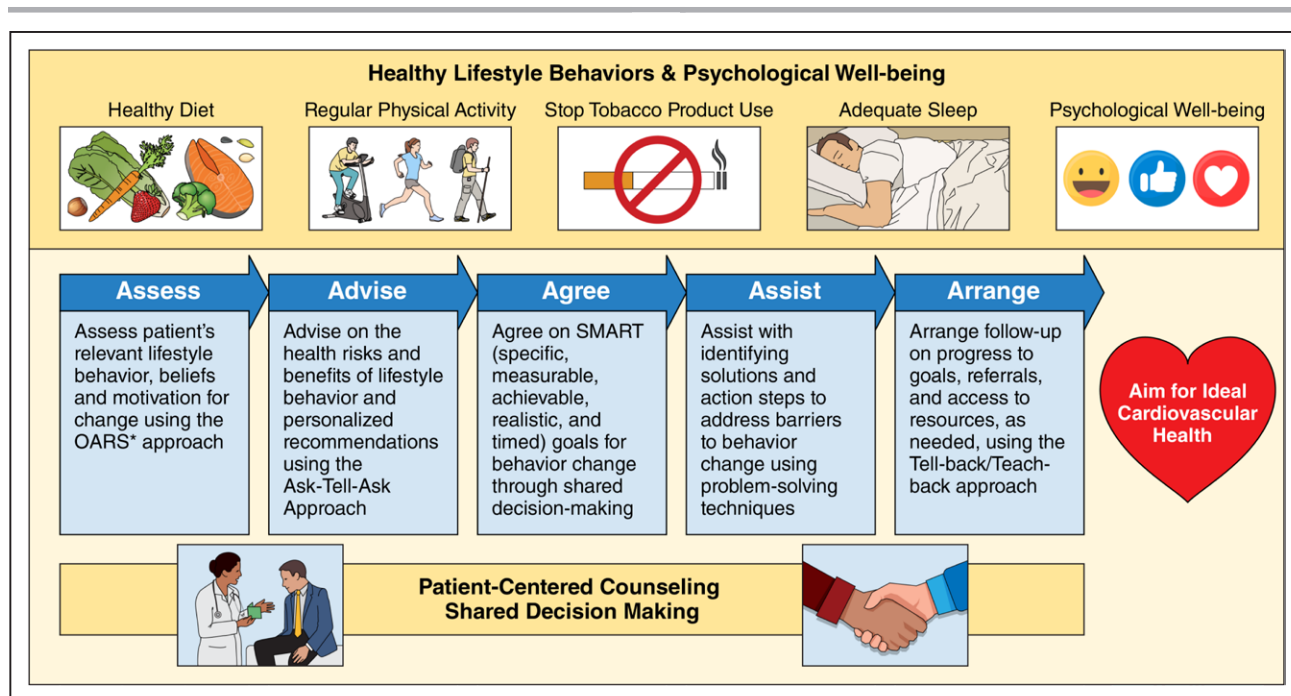 Healthy Lifestyle Behaviors & Psychological Well-being
Healthy Diet
Regular Physical Activity
Stop Tobacco Product Use
Adequate Sleep
Psychological Well-being
Assess
Assess patient's
relevant lifestyle
behavior, beliefs
and motivation for
change using the
OARS* approach
Advise
Advise on the
health risks and
benefits of lifestyle
behavior and
personalized
recommendations
using the
Ask-Tell-Ask
Approach
Agree
Agree on SMART
(specific,
measurable,
achievable,
realistic, and
timed) goals for
behavior change
through shared
decision-making
Assist
Assist with
identifying
solutions and
action steps to
address barriers
to behavior
change using
problem-solving
techniques
Arrange
Arrange follow-up
on progress to
goals, referrals,
and access to
resources, as
needed, using the
Tell-back/Teach-
back approach
Aim for Ideal
Cardiovascular
Health
Patient-Centered Counseling
Shared Decision Making